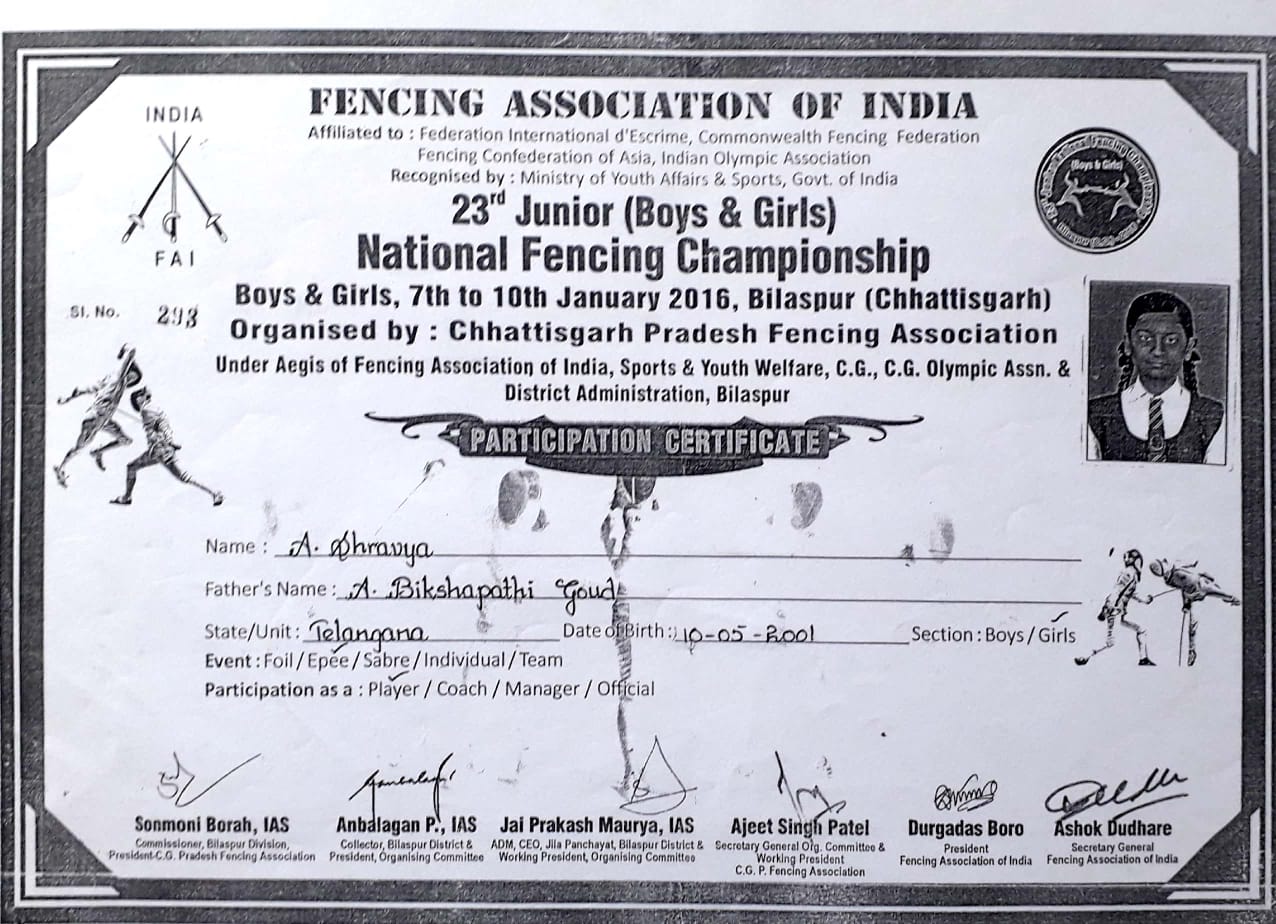 FENCING ASSOCIATION OF INDIA
Affiliated to : Federation International d'Escrime, Commonwealth Fencing Federation
Fencing Confederation of Asia, Indian Olympic Association
Recognised by : Ministry of Youth Affairs & Sports, Govt. of India
INDIA
FAI
(Boys & Girls)
23rd Junior (Boys & Girls)
National Fencing Championship
Boys & Girls, 7th to 10th January 2016, Bilaspur (Chhattisgarh)
Sl. No. 293
Organised by : Chhattisgarh Pradesh Fencing Association
Under Aegis of Fencing Association of India, Sports & Youth Welfare, C.G., C.G. Olympic Assn. &
District Administration, Bilaspur
PARTICIPATION CERTIFICATE
Name : A. Shravya
Father's Name : A. Bikshapathi Goud
State/Unit : Telangana Date of Birth : 10-05-2001 Section : Boys / Girls
Event : Foil / Epée / Sabre / Individual / Team
Participation as a : Player / Coach / Manager / Official
Sonmoni Borah, IAS
Commissioner, Bilaspur Division,
President-C.G. Pradesh Fencing Association
Anbalagan P., IAS
Collector, Bilaspur District &
President, Organising Committee
Jai Prakash Maurya, IAS
ADM, CEO, Jila Panchayat, Bilaspur District &
Working President, Organising Committee
Ajeet Singh Patel
Secretary General Org. Committee &
Working President
C.G. P. Fencing Association
Durgadas Boro
President
Fencing Association of India
Ashok Dudhare
Secretary General
Fencing Association of India